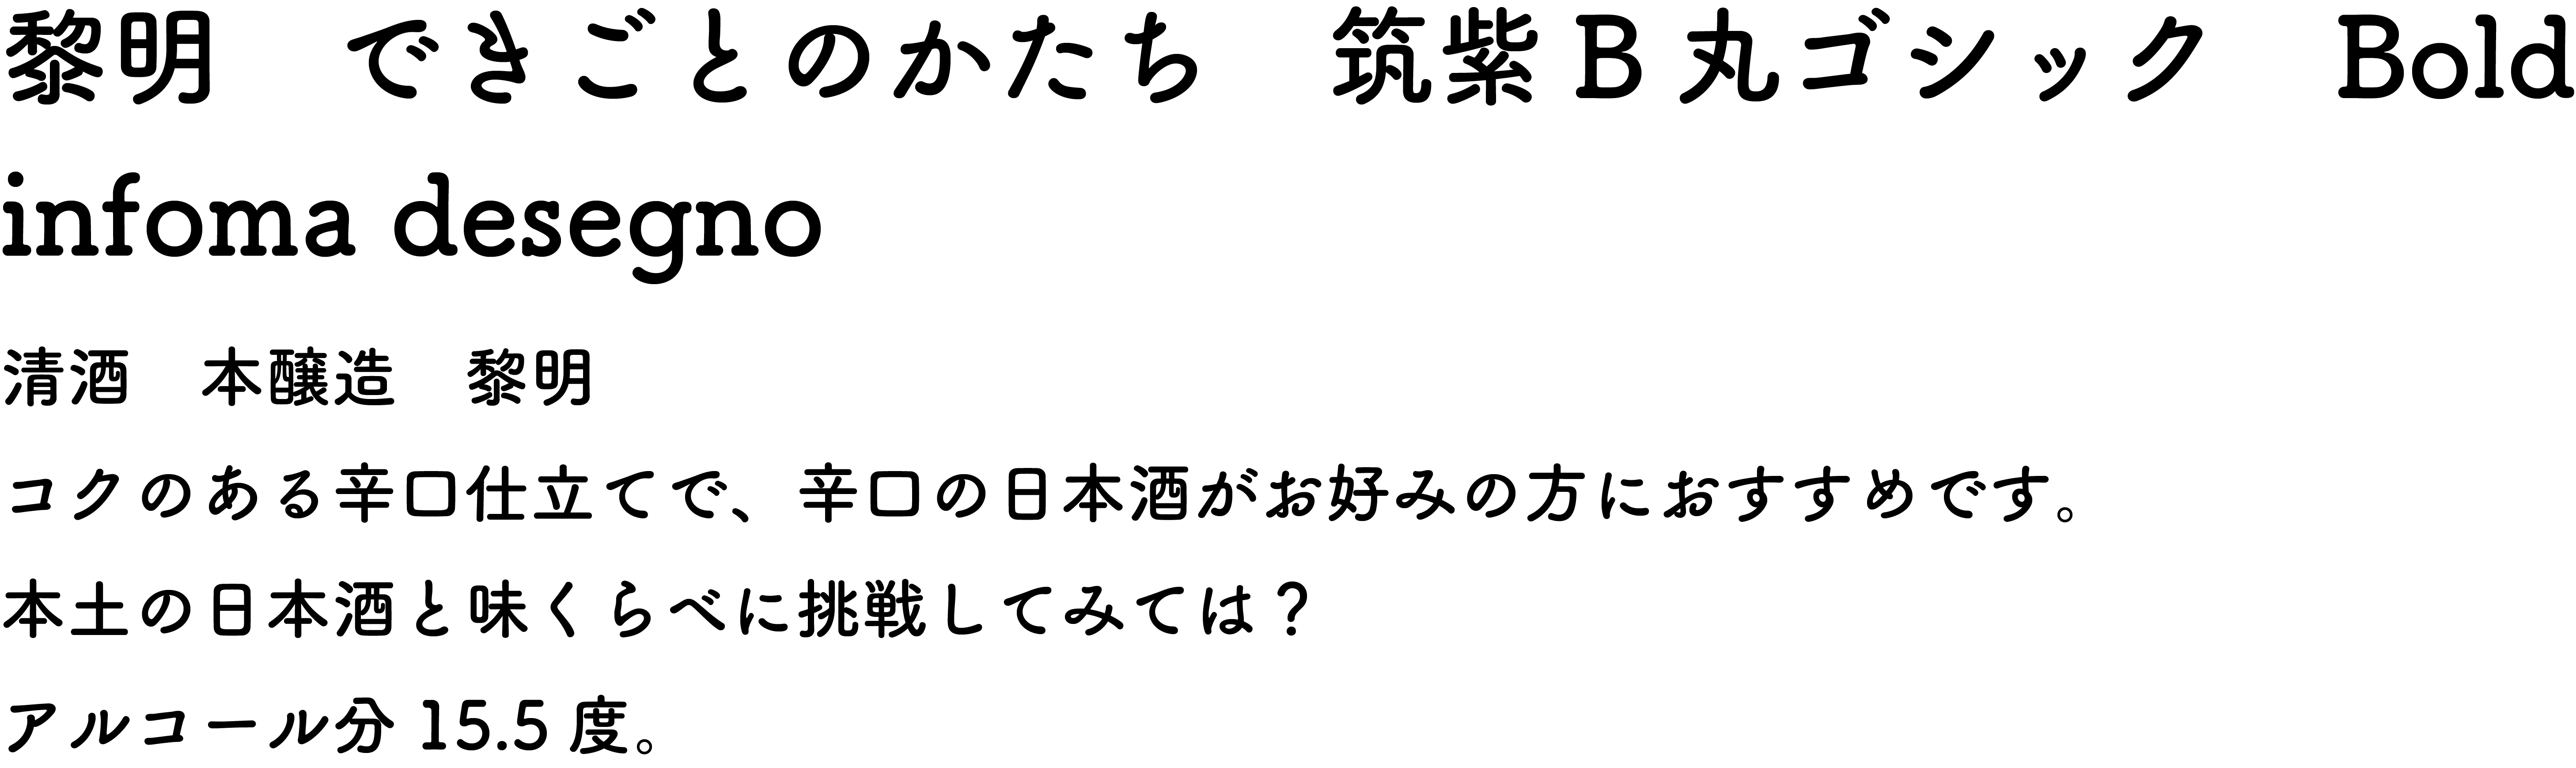 黎明　できごとのかたち　筑紫B丸ゴシック　Bold
infoma desegno
清酒　本醸造　黎明
コクのある辛口仕立てで、辛口の日本酒がお好みの方におすすめです。
本土の日本酒と味くらべに挑戦してみては？
アルコール分 15.5 度。